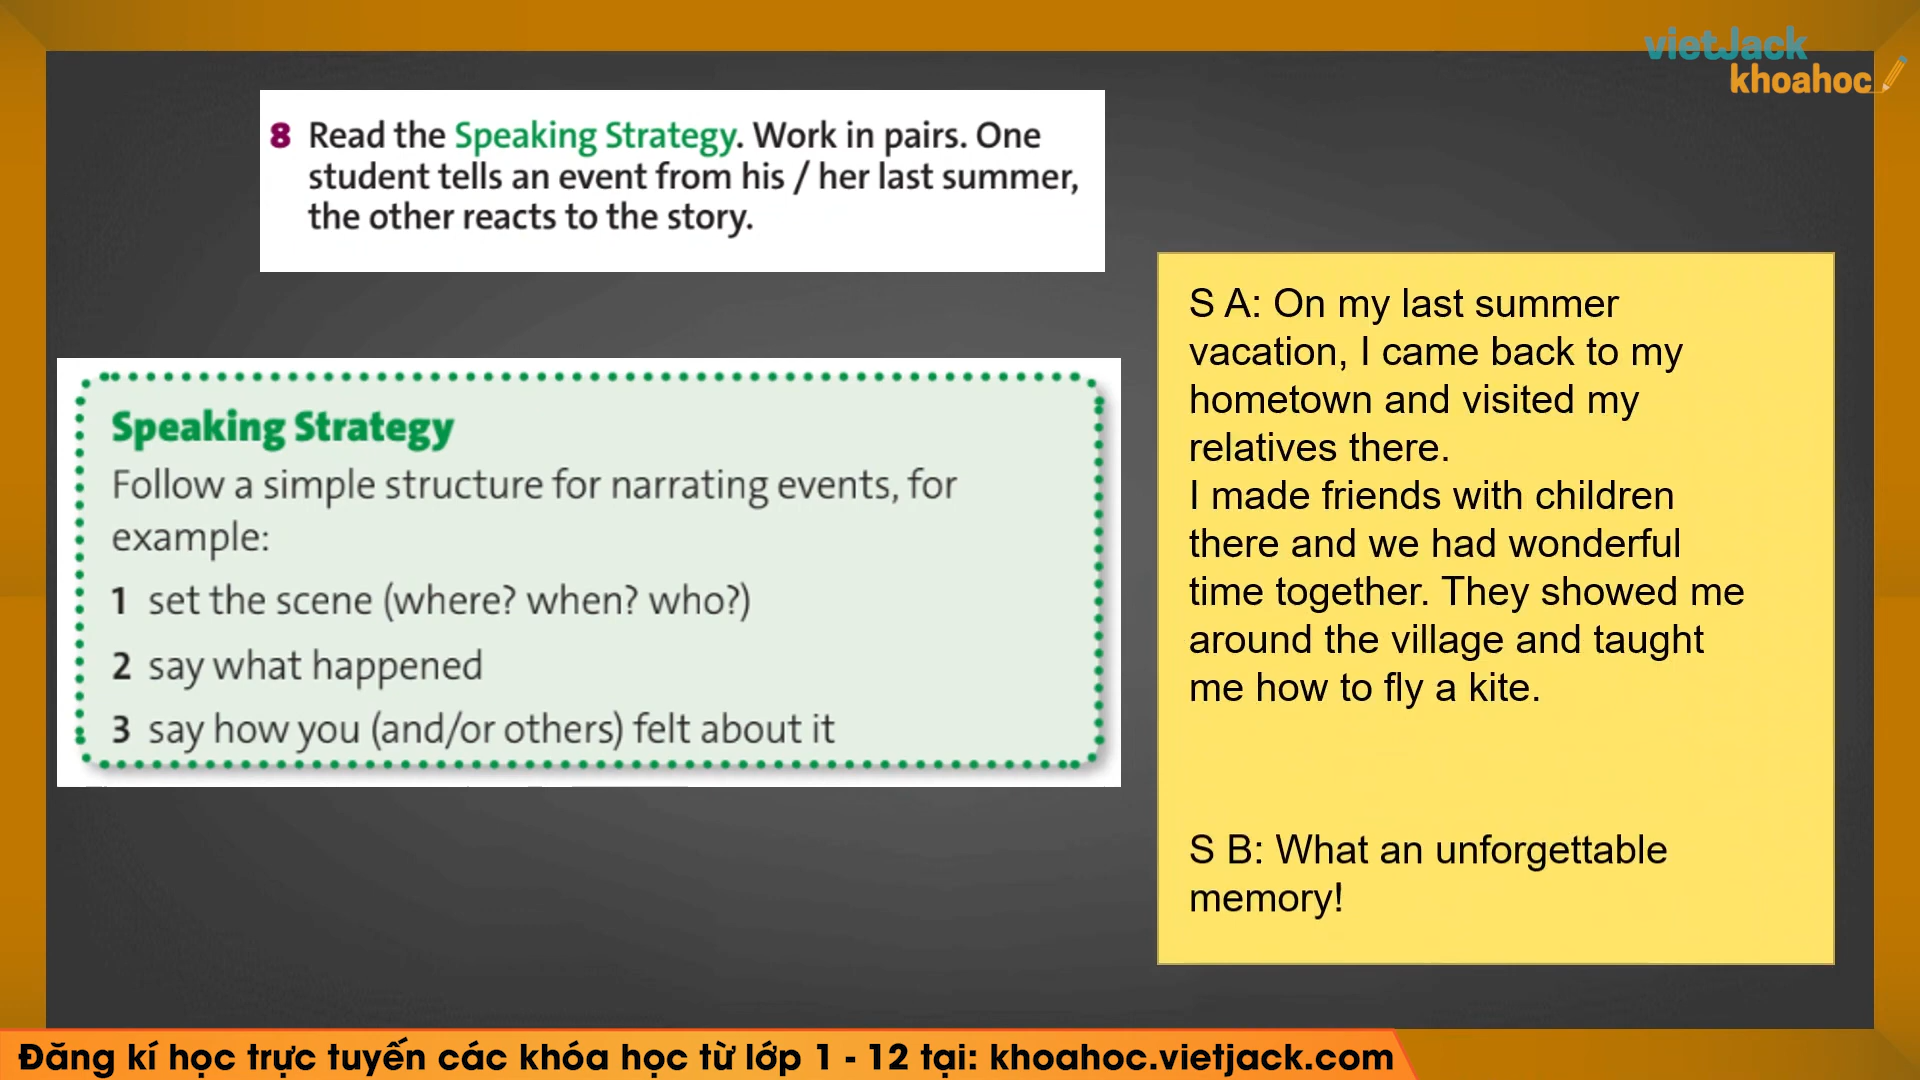 vietJack
khoahoc
8 Read the Speaking Strategy. Work in pairs. One
student tells an event from his / her last summer,
the other reacts to the story.
Speaking Strategy
Follow a simple structure for narrating events, for
example:
1 set the scene (where? when? who?)
2 say what happened
3 say how you (and/or others) felt about it
S A: On my last summer
vacation, I came back to my
hometown and visited my
relatives there.
I made friends with children
there and we had wonderful
time together. They showed me
around the village and taught
me how to fly a kite.
S B: What an unforgettable
memory!
Đăng kí học trực tuyến các khóa học từ lớp 1 - 12 tại: khoahoc.vietjack.com